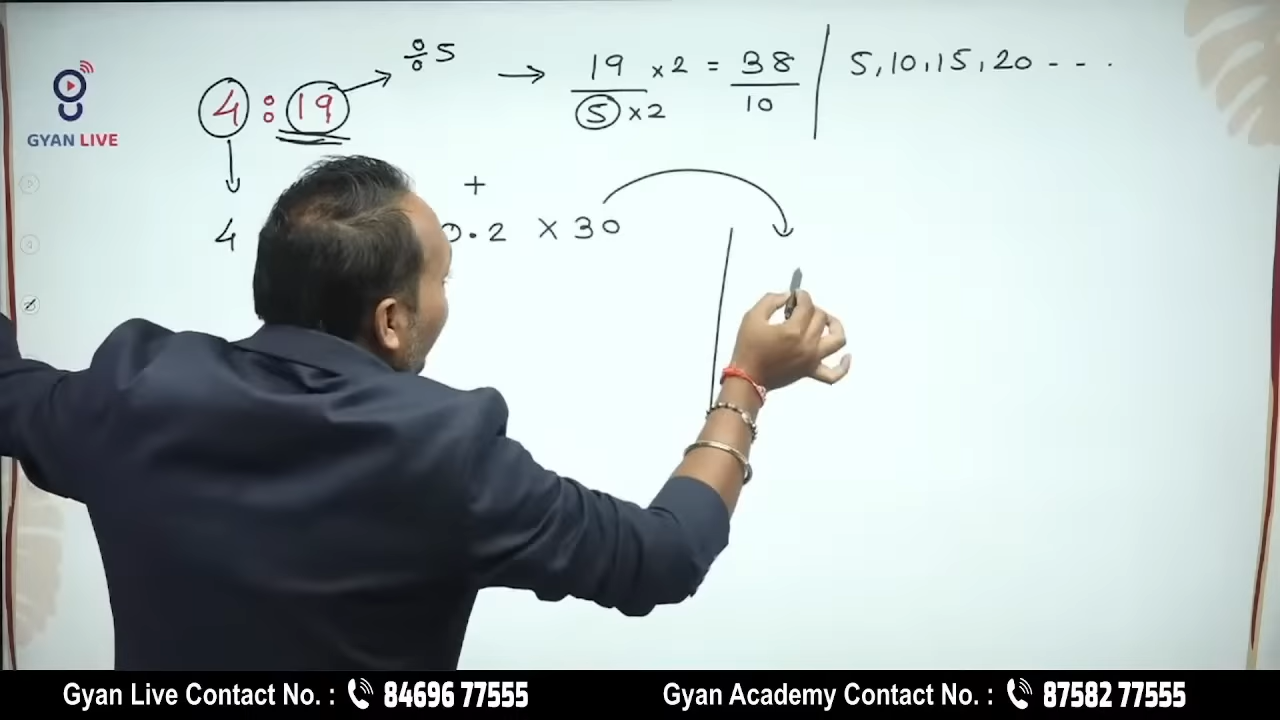 GYAN LIVE
4 : 19
÷5
→ 19/5 ×2/×2 = 38/10
5, 10, 15, 20 - - -
4
+
0.2 × 30
Gyan Live Contact No. : 84696 77555
Gyan Academy Contact No. : 87582 77555